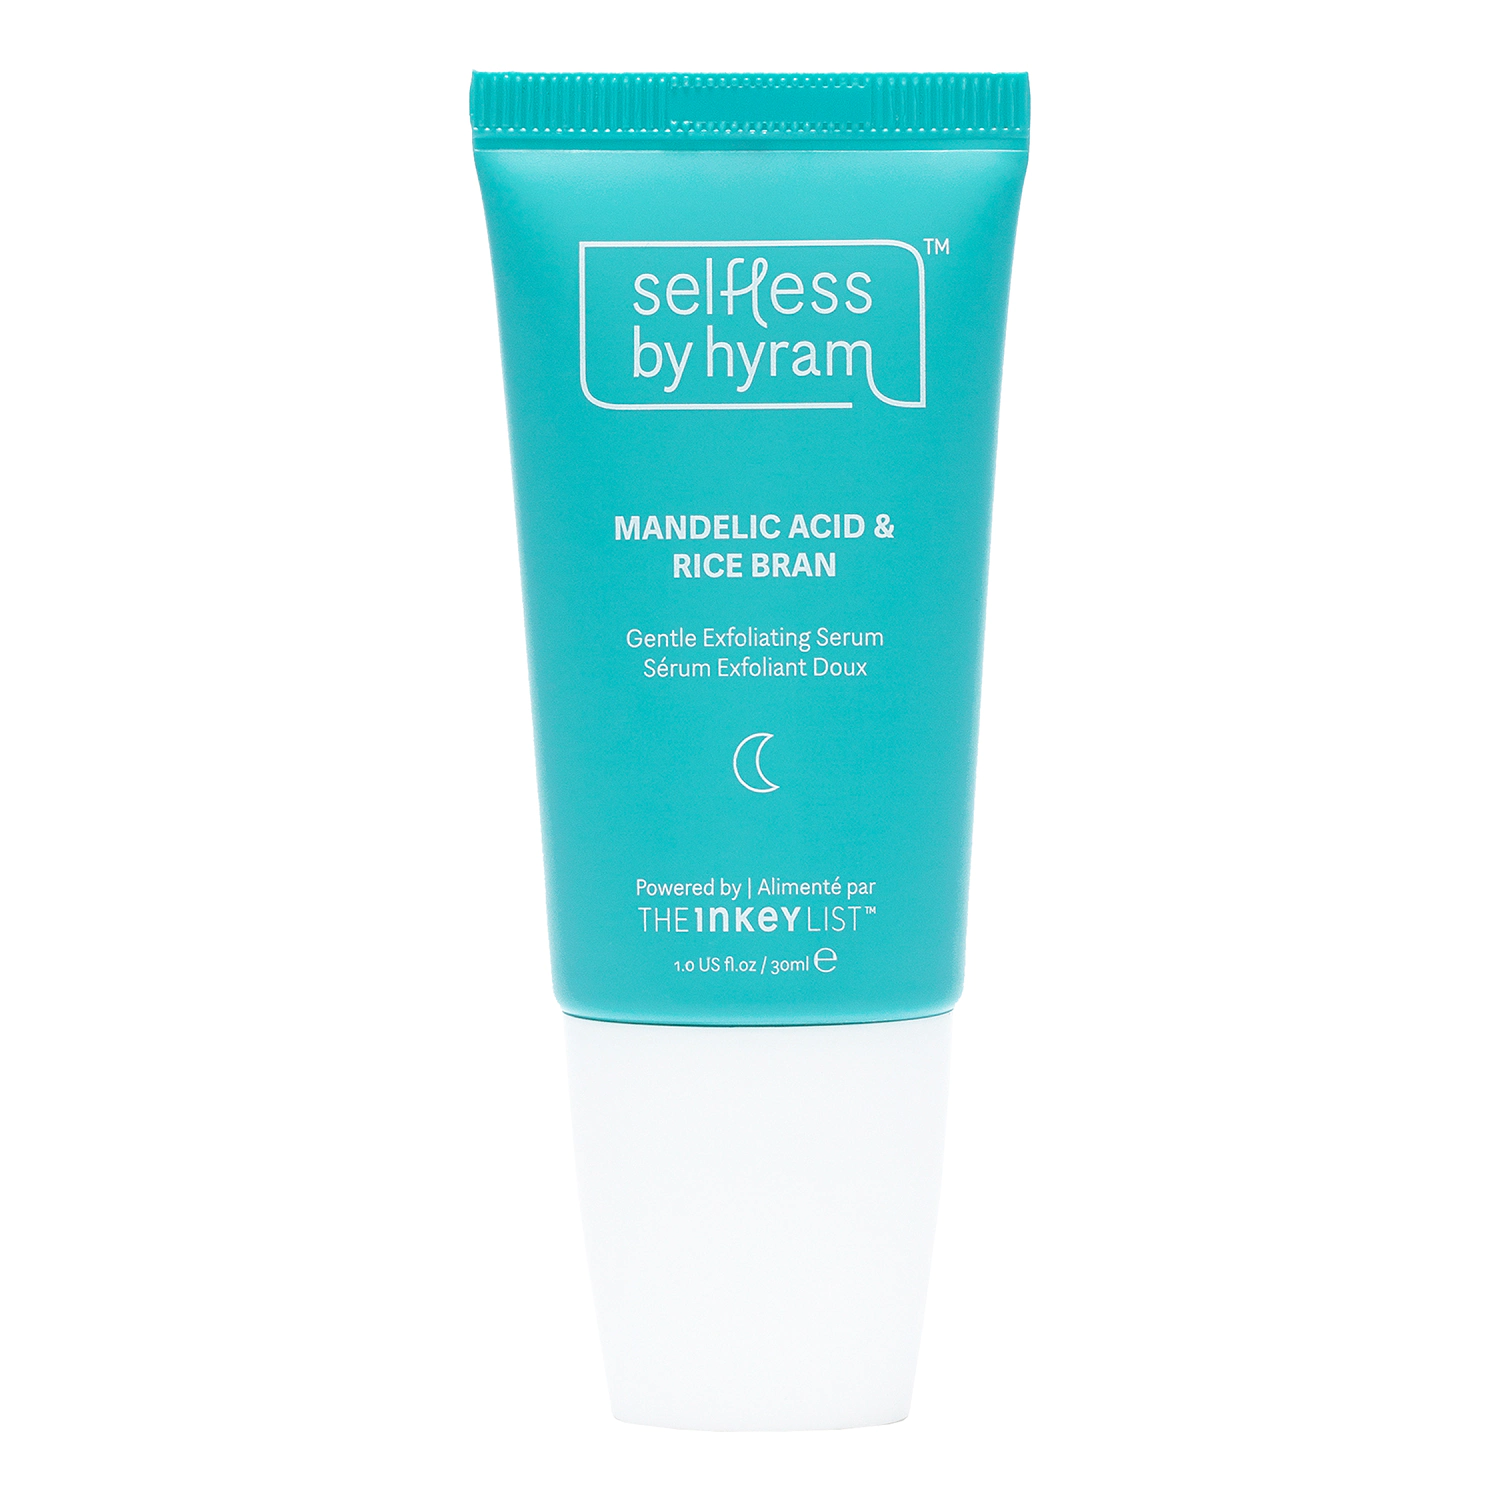 selfless
by hyram
™
MANDELIC ACID &
RICE BRAN
Gentle Exfoliating Serum
Sérum Exfoliant Doux
Powered by | Alimenté par
THE INKEY LIST™
1.0 US fl.oz / 30ml ℮